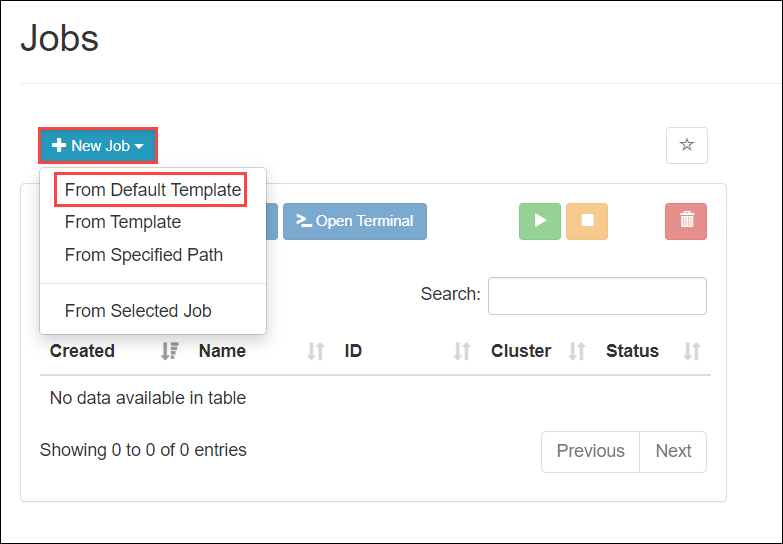 Jobs
New Job
From Default Template
From Template
From Specified Path
From Selected Job
Open Terminal
Search:
Created Name ID Cluster Status
No data available in table
Showing 0 to 0 of 0 entries
Previous Next